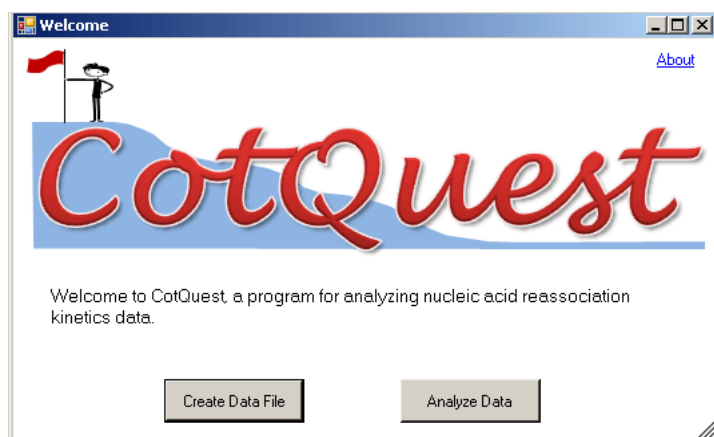 Welcome
About
CotQuest
Welcome to CotQuest, a program for analyzing nucleic acid reassociation
kinetics data.
Create Data File
Analyze Data